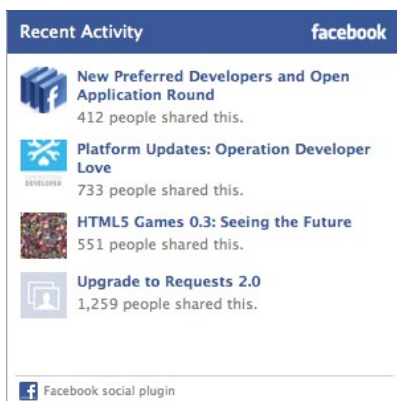 Recent Activity facebook
New Preferred Developers and Open
Application Round
412 people shared this.
Platform Updates: Operation Developer
Love
OPERATION
DEVELOPER
733 people shared this.
HTML5 Games 0.3: Seeing the Future
551 people shared this.
Upgrade to Requests 2.0
1,259 people shared this.
Facebook social plugin